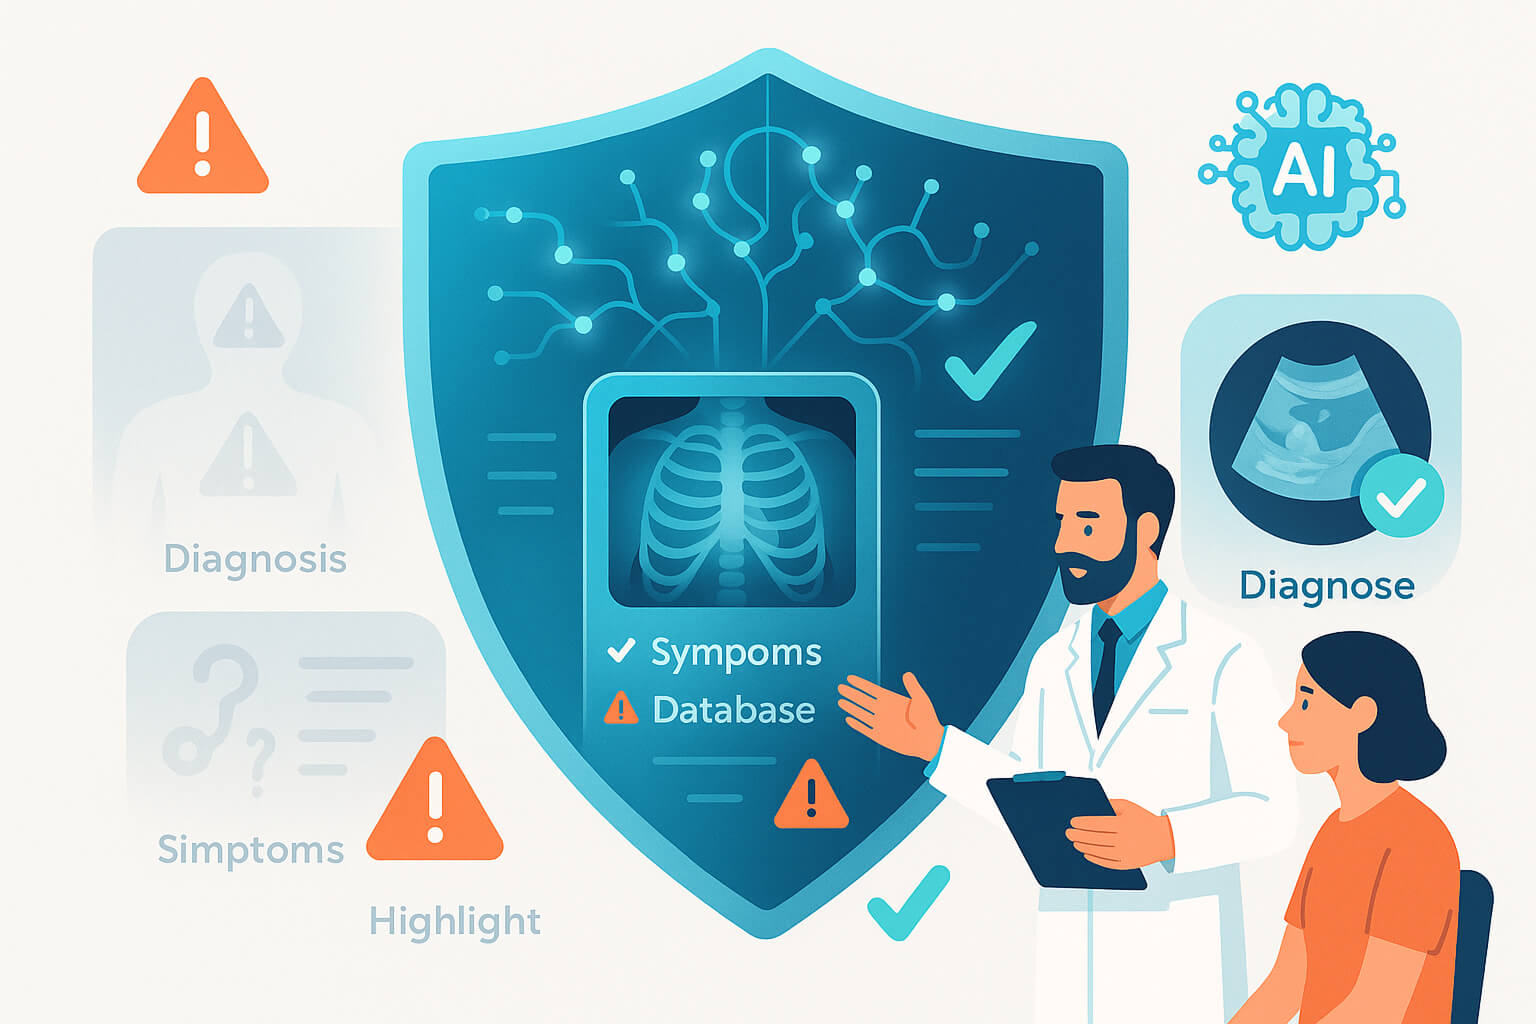 AI
Diagnosis
Diagnose
✓ Sympoms
Database
Simptoms
Highlight